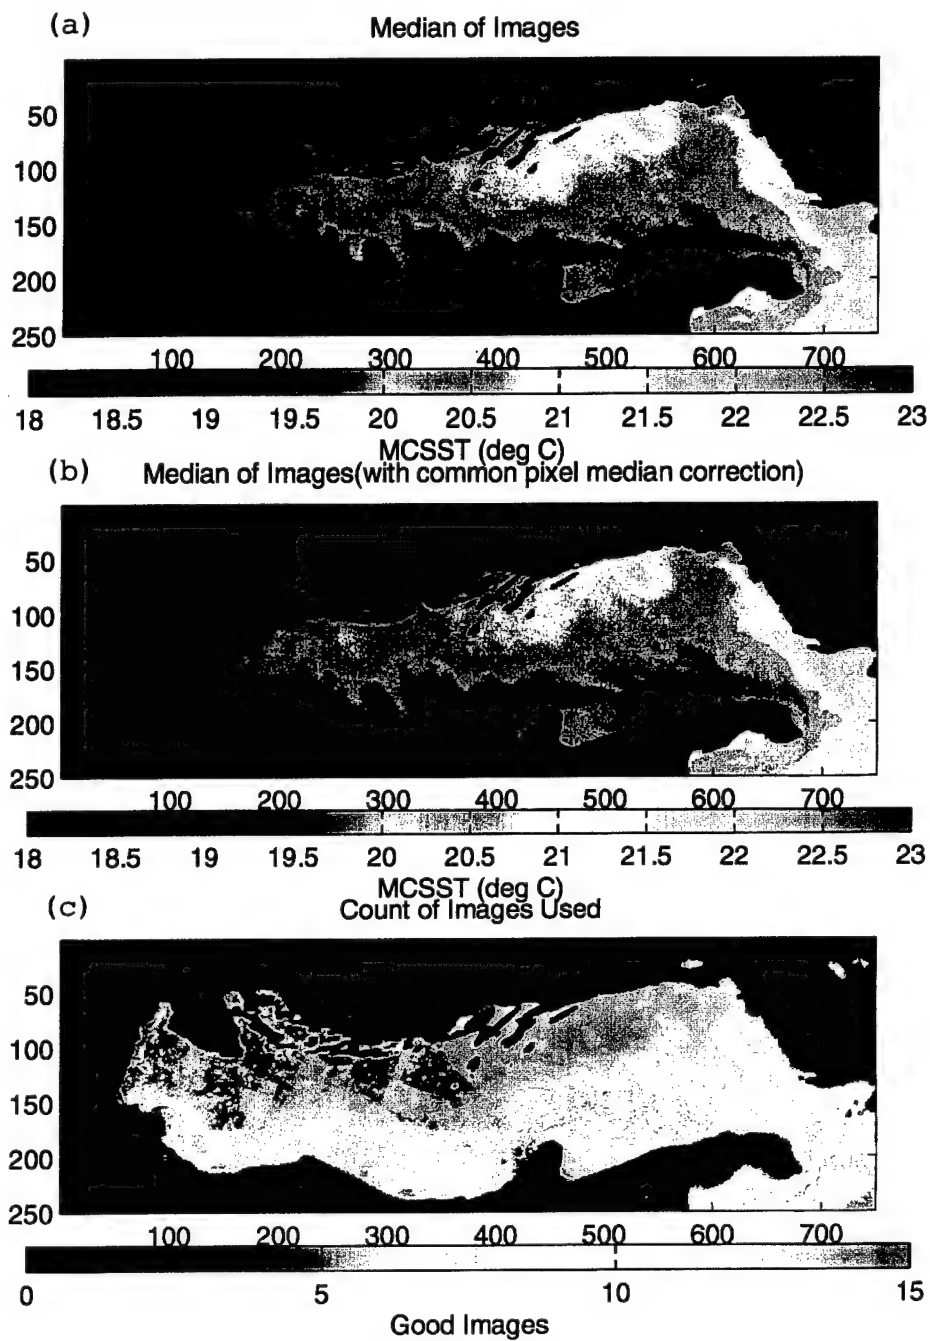 (a)
Median of Images
50
100
150
200
250
100 200 300 400 500 600 700
18 18.5 19 19.5 20 20.5 21 21.5 22 22.5 23
MCSST (deg C)
(b)
Median of Images(with common pixel median correction)
50
100
150
200
250
100 200 300 400 500 600 700
18 18.5 19 19.5 20 20.5 21 21.5 22 22.5 23
MCSST (deg C)
(c)
Count of Images Used
50
100
150
200
250
100 200 300 400 500 600 700
0 5 10 15
Good Images